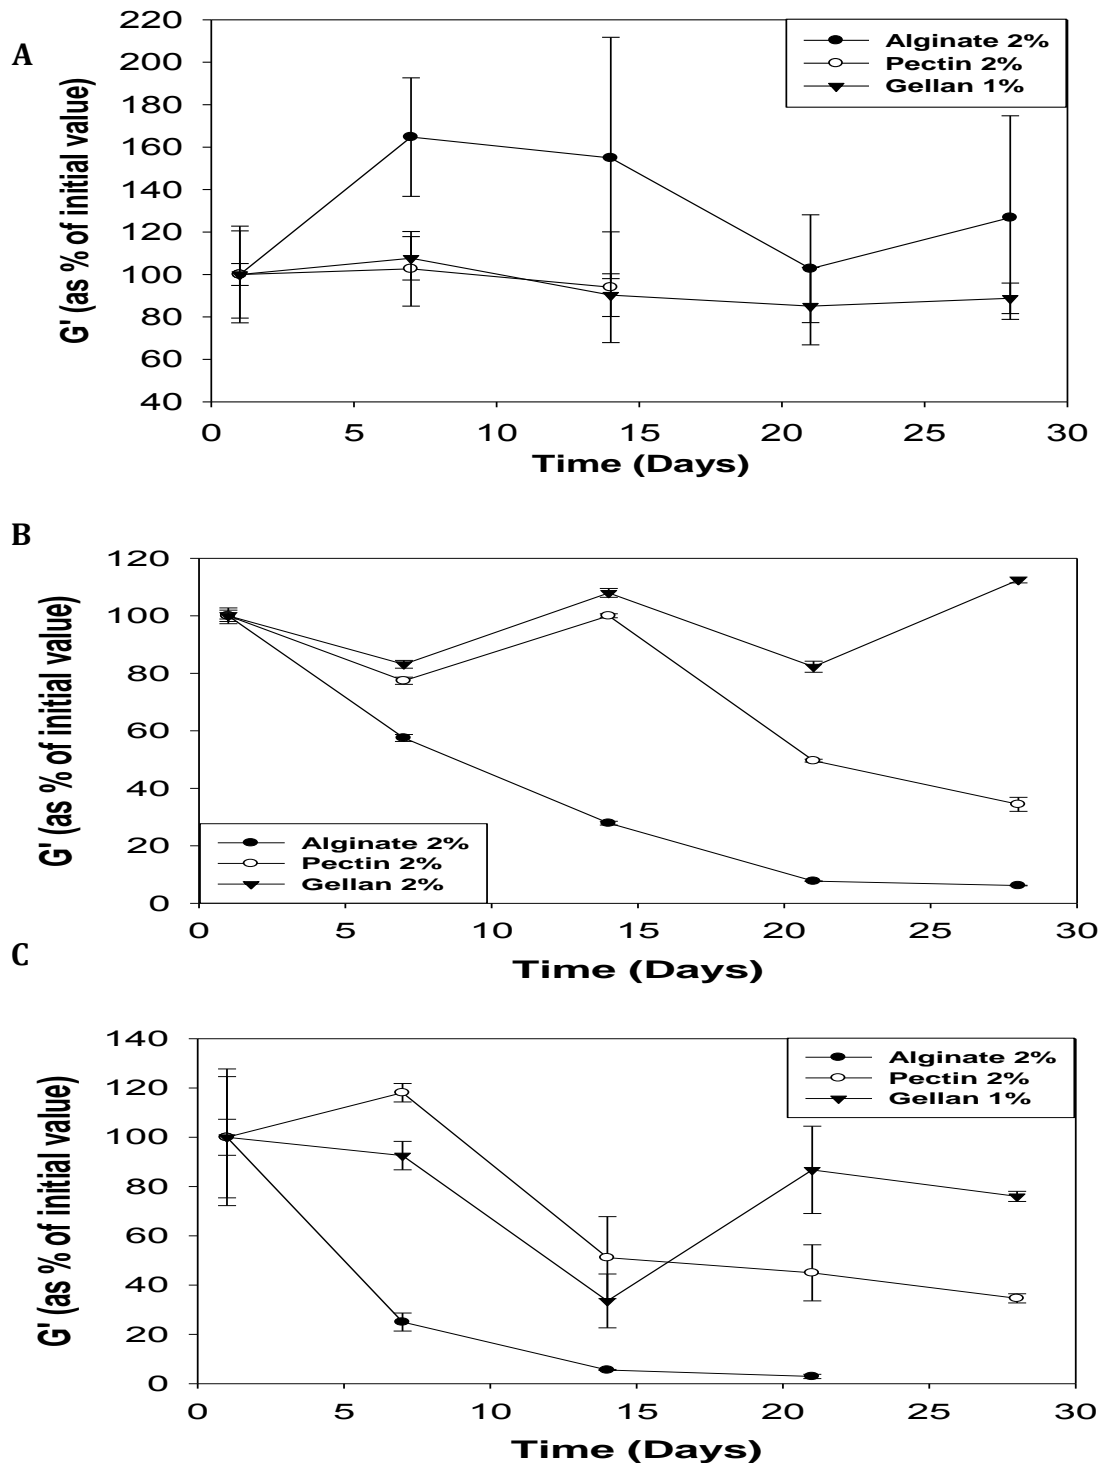 A
G' (as % of initial value)
220
200
180
160
140
120
100
80
60
40
Alginate 2%
Pectin 2%
Gellan 1%
0 5 10 15 20 25 30
Time (Days)
B
G' (as % of initial value)
120
100
80
60
40
20
0
Alginate 2%
Pectin 2%
Gellan 2%
0 5 10 15 20 25 30
Time (Days)
C
G' (as % of initial value)
140
120
100
80
60
40
20
0
Alginate 2%
Pectin 2%
Gellan 1%
0 5 10 15 20 25 30
Time (Days)